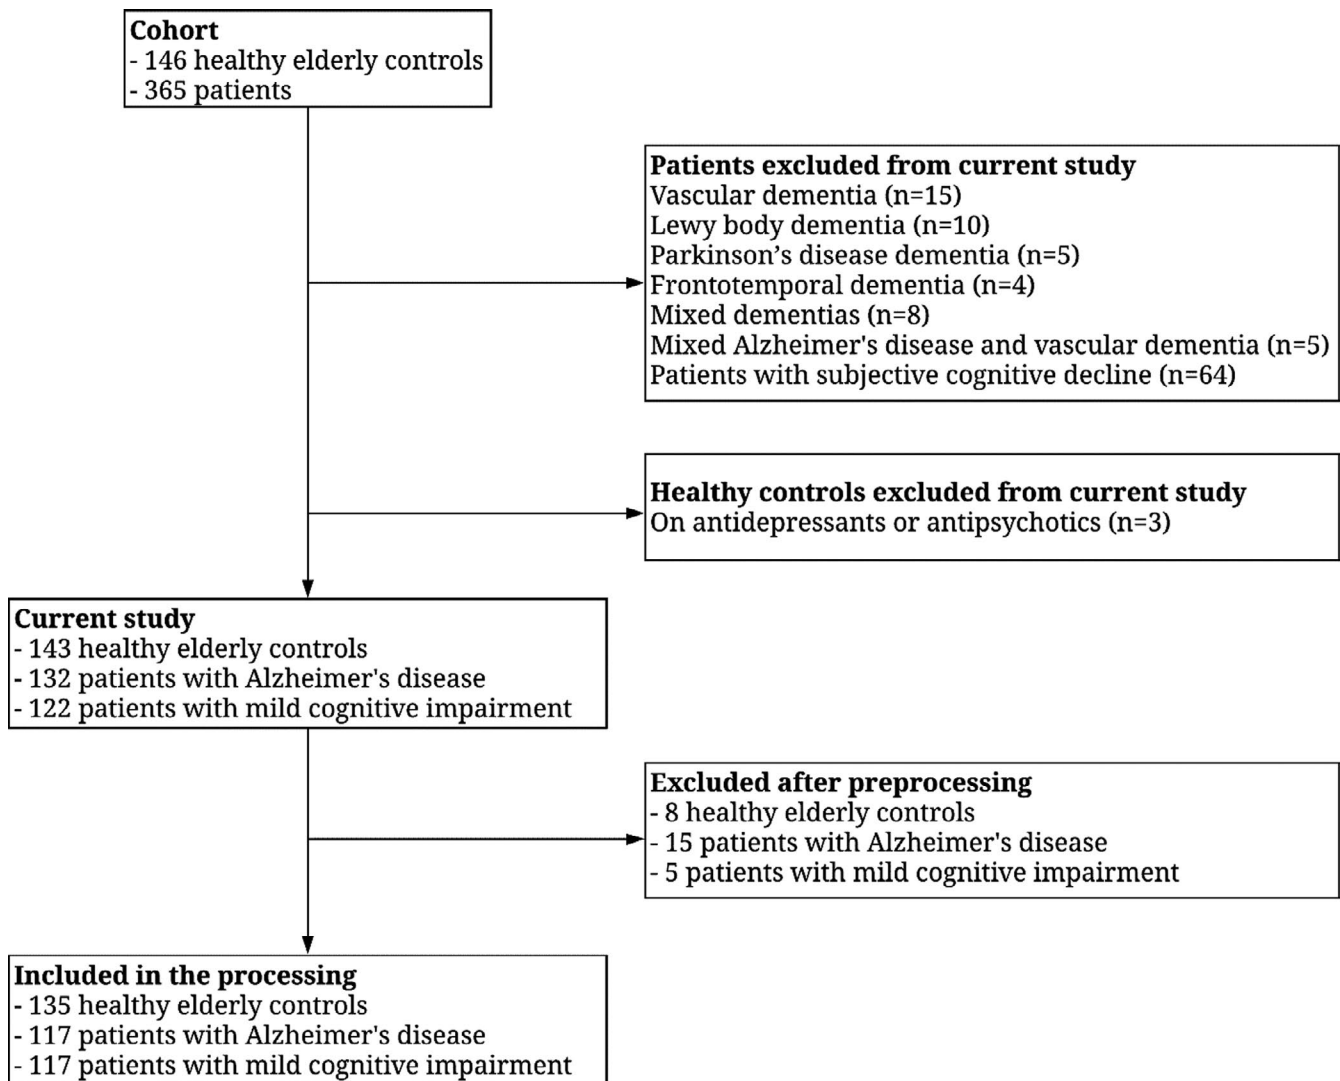 Cohort
- 146 healthy elderly controls
- 365 patients
Patients excluded from current study
Vascular dementia (n=15)
Lewy body dementia (n=10)
Parkinson’s disease dementia (n=5)
Frontotemporal dementia (n=4)
Mixed dementias (n=8)
Mixed Alzheimer's disease and vascular dementia (n=5)
Patients with subjective cognitive decline (n=64)
Healthy controls excluded from current study
On antidepressants or antipsychotics (n=3)
Current study
- 143 healthy elderly controls
- 132 patients with Alzheimer's disease
- 122 patients with mild cognitive impairment
Excluded after preprocessing
- 8 healthy elderly controls
- 15 patients with Alzheimer's disease
- 5 patients with mild cognitive impairment
Included in the processing
- 135 healthy elderly controls
- 117 patients with Alzheimer's disease
- 117 patients with mild cognitive impairment